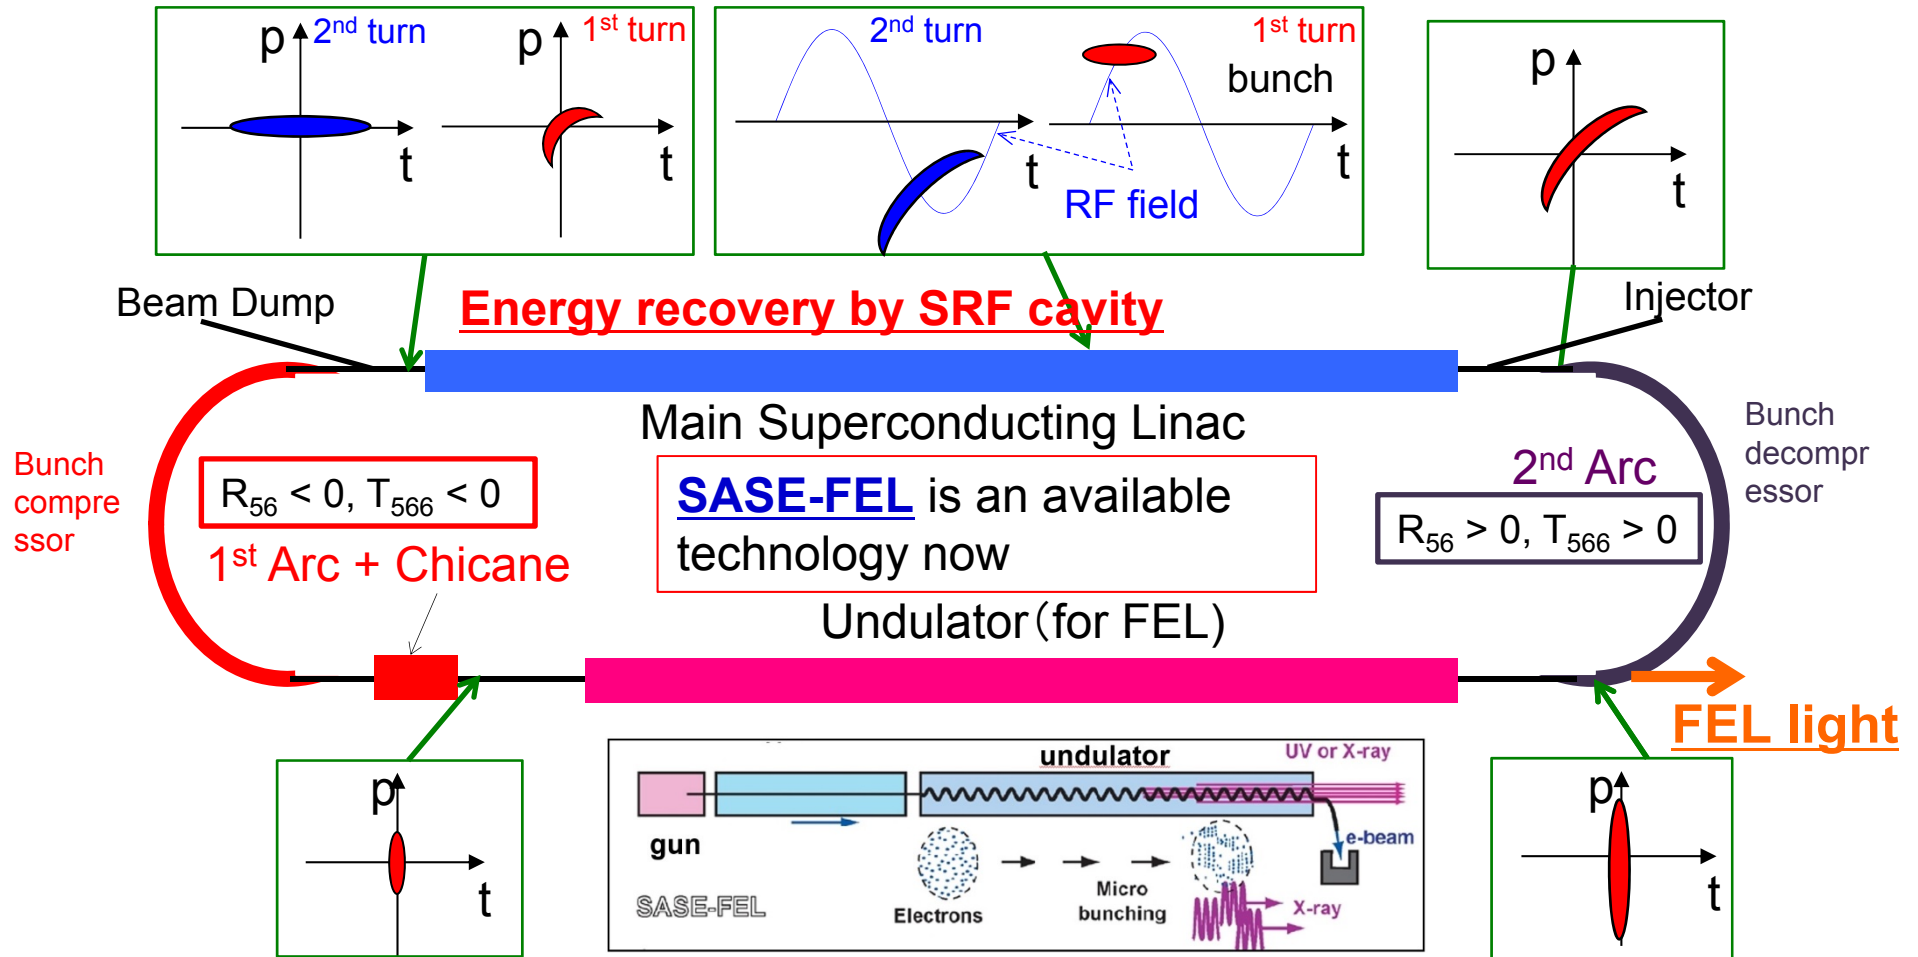 p
2nd turn
t
p
1st turn
t
2nd turn
1st turn
bunch
t
t
RF field
p
t
Beam Dump
Energy recovery by SRF cavity
Injector
Main Superconducting Linac
Bunch
compre
ssor
R56 < 0, T566 < 0
1st Arc + Chicane
SASE-FEL is an available
technology now
2nd Arc
R56 > 0, T566 > 0
Bunch
decompr
essor
Undulator（for FEL)
FEL light
p
t
undulator
UV or X-ray
gun
e-beam
SASE-FEL
Electrons
Micro
bunching
X-ray
p
t